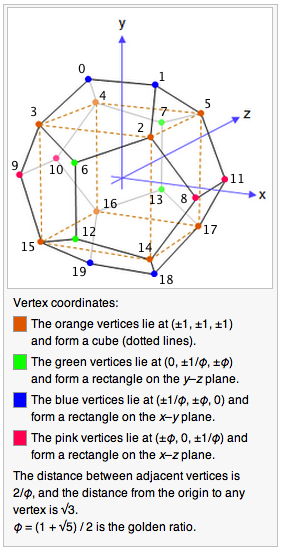 y
0
1
4
7
5
3
2
z
9
10
6
11
x
8
13
16
12
17
15
14
19
18
Vertex coordinates:
The orange vertices lie at (±1, ±1, ±1)
and form a cube (dotted lines).
The green vertices lie at (0, ±1/ϕ, ±ϕ)
and form a rectangle on the y–z plane.
The blue vertices lie at (±1/ϕ, ±ϕ, 0) and
form a rectangle on the x–y plane.
The pink vertices lie at (±ϕ, 0, ±1/ϕ) and
form a rectangle on the x–z plane.
The distance between adjacent vertices is
2/ϕ, and the distance from the origin to any
vertex is √3.
ϕ = (1 + √5) / 2 is the golden ratio.